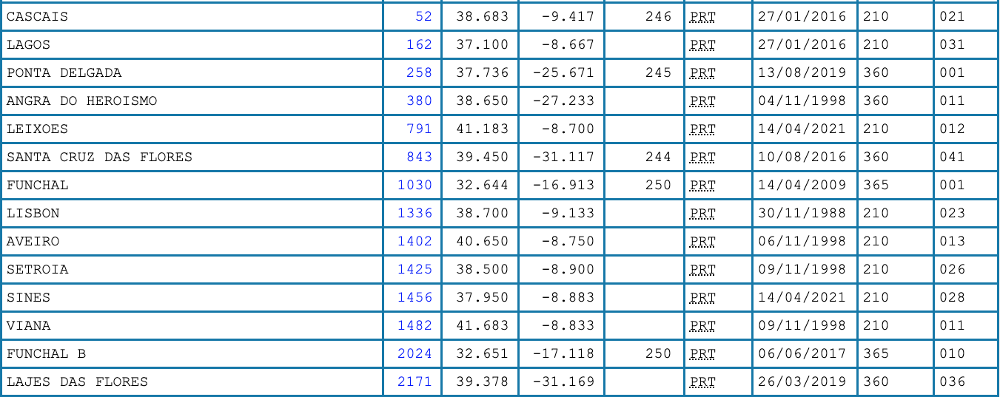 CASCAIS 52 38.683 -9.417 246 PRT 27/01/2016 210 021
LAGOS 162 37.100 -8.667 PRT 27/01/2016 210 031
PONTA DELGADA 258 37.736 -25.671 245 PRT 13/08/2019 360 001
ANGRA DO HEROISMO 380 38.650 -27.233 PRT 04/11/1998 360 011
LEIXOES 791 41.183 -8.700 PRT 14/04/2021 210 012
SANTA CRUZ DAS FLORES 843 39.450 -31.117 244 PRT 10/08/2016 360 041
FUNCHAL 1030 32.644 -16.913 250 PRT 14/04/2009 365 001
LISBON 1336 38.700 -9.133 PRT 30/11/1988 210 023
AVEIRO 1402 40.650 -8.750 PRT 06/11/1998 210 013
SETROIA 1425 38.500 -8.900 PRT 09/11/1998 210 026
SINES 1456 37.950 -8.883 PRT 14/04/2021 210 028
VIANA 1482 41.683 -8.833 PRT 09/11/1998 210 011
FUNCHAL B 2024 32.651 -17.118 250 PRT 06/06/2017 365 010
LAJES DAS FLORES 2171 39.378 -31.169 PRT 26/03/2019 360 036